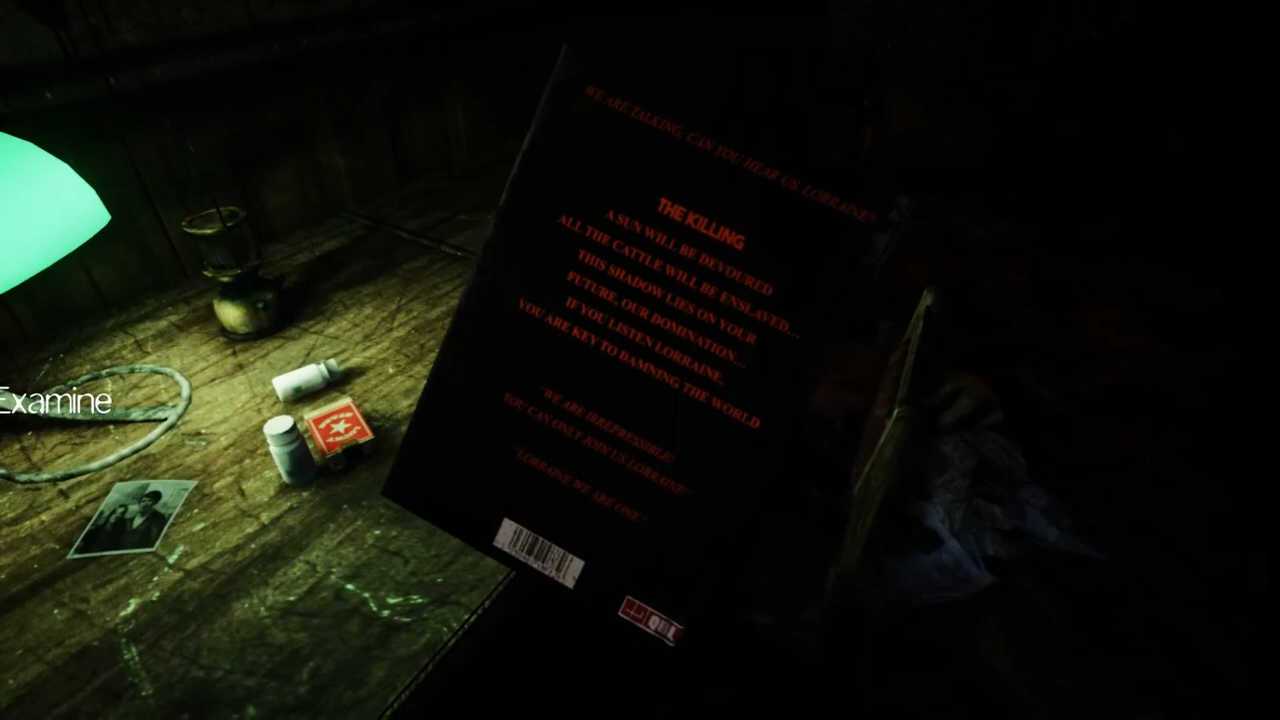 WE ARE TALKING, CAN YOU HEAR US, LORRAINE?
THE KILLING
A SUN WILL BE DEVOURED
ALL THE CATTLE WILL BE ENSLAVED...
THIS SHADOW LIES ON YOUR
FUTURE, OUR DOMINATION...
IF YOU LISTEN LORRAINE,
YOU ARE KEY TO DAMNING THE WORLD
"WE ARE IRREPRESSIBLE!
YOU CAN ONLY JOIN US LORRAINE"
"LORRAINE WE ARE ONE"
Examine